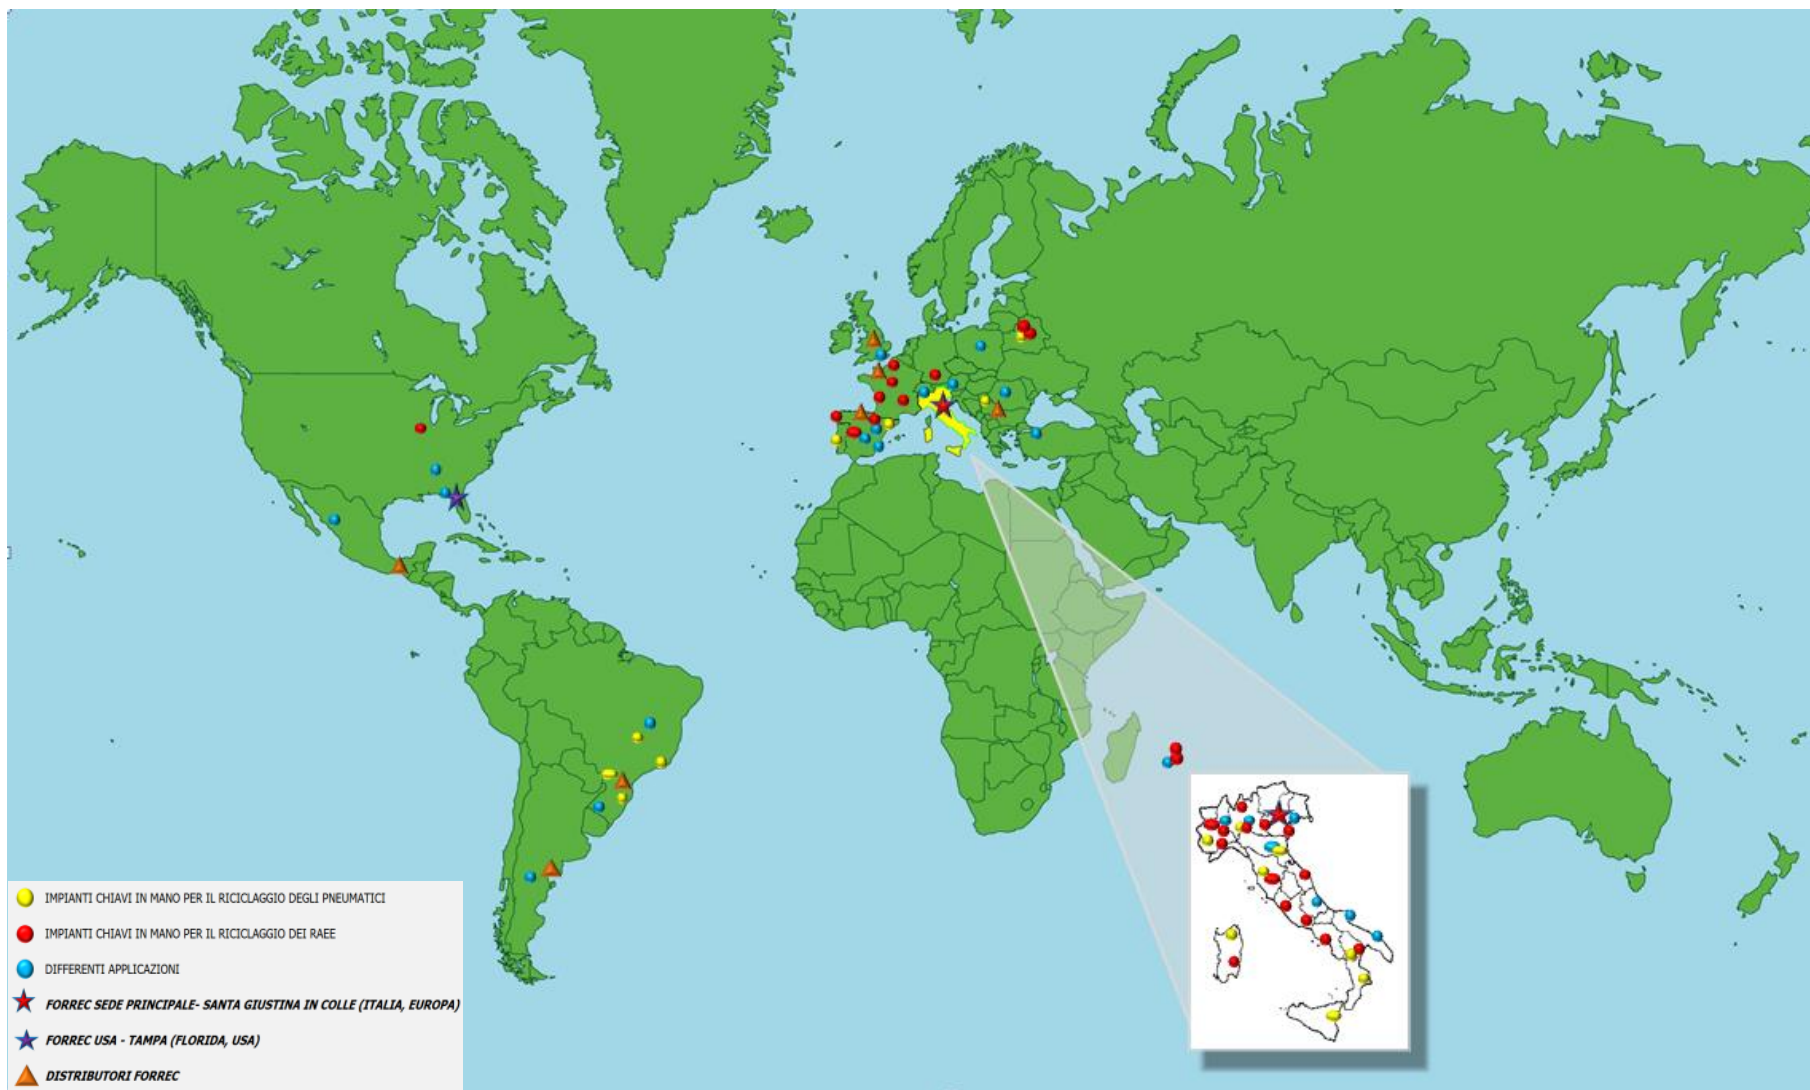 IMPIANTI CHIAVI IN MANO PER IL RICICLAGGIO DEGLI PNEUMATICI
IMPIANTI CHIAVI IN MANO PER IL RICICLAGGIO DEI RAEE
DIFFERENTI APPLICAZIONI
FORREC SEDE PRINCIPALE- SANTA GIUSTINA IN COLLE (ITALIA, EUROPA)
FORREC USA - TAMPA (FLORIDA, USA)
DISTRIBUTORI FORREC